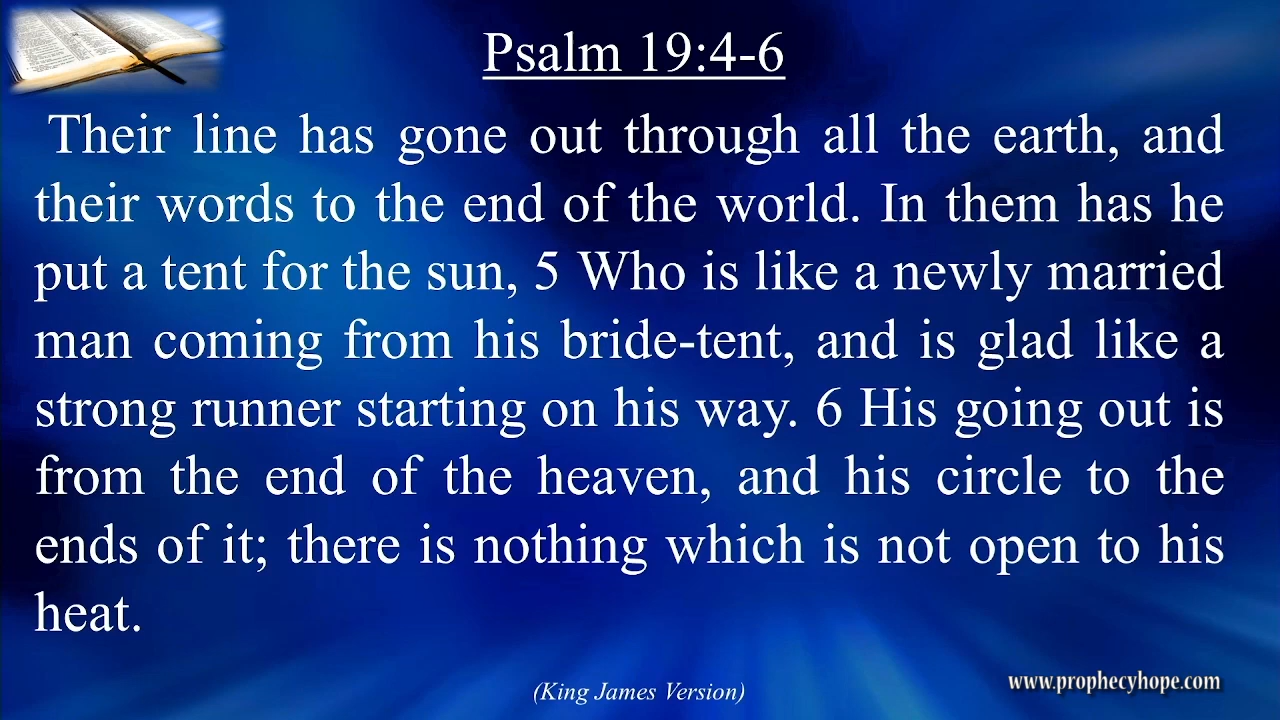 Psalm 19:4-6
Their line has gone out through all the earth, and
their words to the end of the world. In them has he
put a tent for the sun, 5 Who is like a newly married
man coming from his bride-tent, and is glad like a
strong runner starting on his way. 6 His going out is
from the end of the heaven, and his circle to the
ends of it; there is nothing which is not open to his
heat.
(King James Version)
www.prophecyhope.com